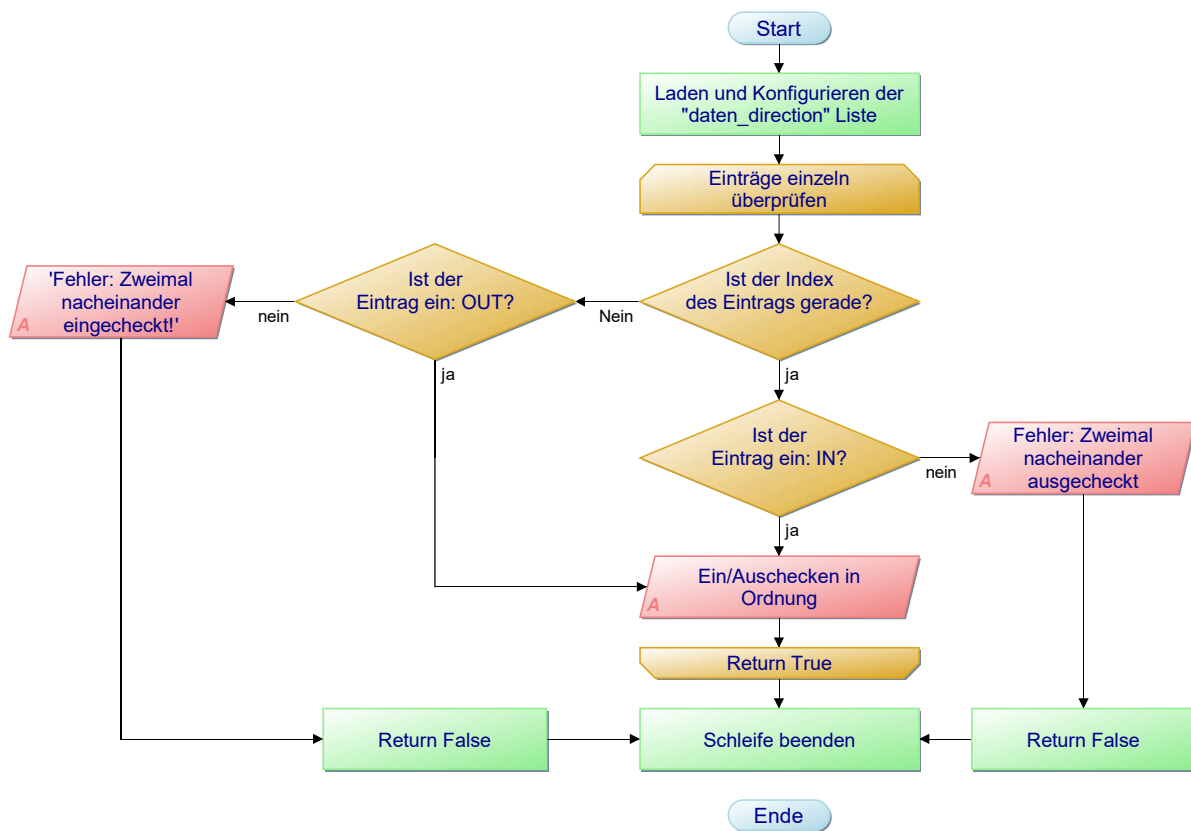 Start
Laden und Konfigurieren der
"daten_direction" Liste
Einträge einzeln
überprüfen
'Fehler: Zweimal
nacheinander
eingecheckt!'
A
nein
Ist der
Eintrag ein: OUT?
Nein
Ist der Index
des Eintrags gerade?
ja
ja
Ist der
Eintrag ein: IN?
nein
Fehler: Zweimal
nacheinander
ausgecheckt
A
ja
Ein/Auschecken in
Ordnung
A
Return True
Return False
Schleife beenden
Return False
Ende